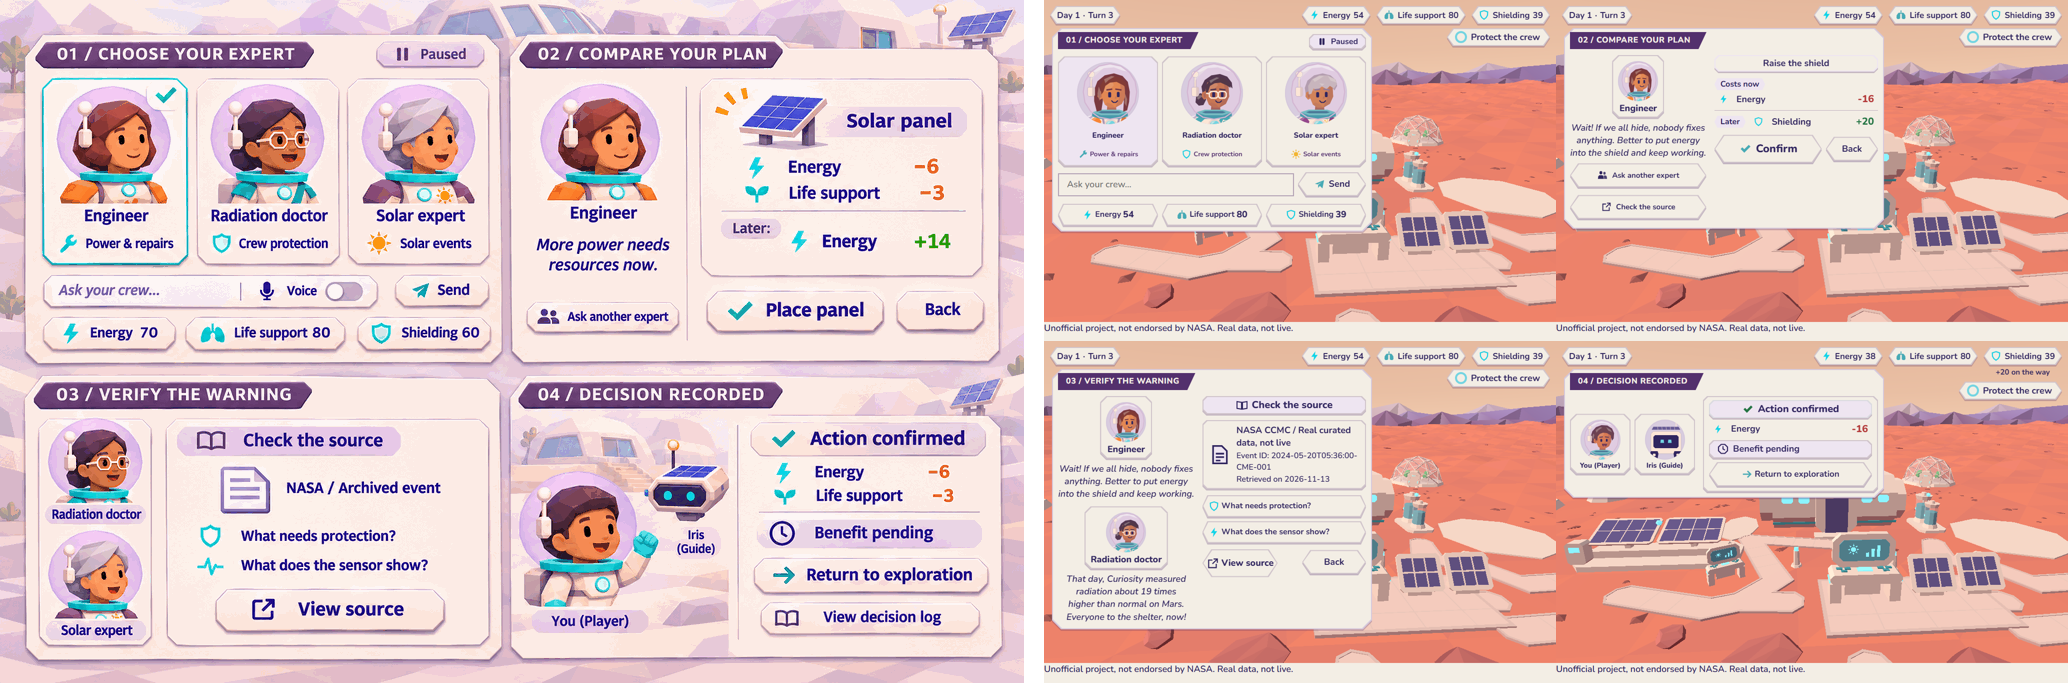 01 / CHOOSE YOUR EXPERT
Paused
Engineer
Power & repairs
Radiation doctor
Crew protection
Solar expert
Solar events
Ask your crew...
Voice
Send
Energy 70
Life support 80
Shielding 60
02 / COMPARE YOUR PLAN
Engineer
More power needs
resources now.
Ask another expert
Solar panel
Energy -6
Life support -3
Later:
Energy +14
Place panel
Back
03 / VERIFY THE WARNING
Radiation doctor
Solar expert
Check the source
NASA / Archived event
What needs protection?
What does the sensor show?
View source
04 / DECISION RECORDED
You (Player)
Iris
(Guide)
Action confirmed
Energy -6
Life support -3
Benefit pending
Return to exploration
View decision log
Day 1 · Turn 3
Energy 54
Life support 80
Shielding 39
Protect the crew
01 / CHOOSE YOUR EXPERT
Paused
Engineer
Power & repairs
Radiation doctor
Crew protection
Solar expert
Solar events
Ask your crew...
Send
Energy 54
Life support 80
Shielding 39
Unofficial project, not endorsed by NASA. Real data, not live.
Day 1 · Turn 3
Energy 54
Life support 80
Shielding 39
Protect the crew
02 / COMPARE YOUR PLAN
Engineer
Wait! If we all hide, nobody fixes
anything. Better to put energy
into the shield and keep working.
Ask another expert
Check the source
Raise the shield
Costs now
Energy -16
Later Shielding +20
Confirm
Back
Unofficial project, not endorsed by NASA. Real data, not live.
Day 1 · Turn 3
Energy 54
Life support 80
Shielding 39
Protect the crew
03 / VERIFY THE WARNING
Engineer
Wait! If we all hide, nobody fixes
anything. Better to put energy
into the shield and keep working.
Radiation doctor
That day, Curiosity measured
radiation about 19 times
higher than normal on Mars.
Everyone to the shelter, now!
Check the source
NASA CCMC / Real curated
data, not live
Event ID: 2024-05-20T05:36:00-
CME-001
Retrieved on 2026-11-13
What needs protection?
What does the sensor show?
View source
Back
Unofficial project, not endorsed by NASA. Real data, not live.
Day 1 · Turn 3
Energy 38
Life support 80
Shielding 39
+20 on the way
Protect the crew
04 / DECISION RECORDED
You (Player)
Iris (Guide)
Action confirmed
Energy -16
Benefit pending
Return to exploration
Unofficial project, not endorsed by NASA. Real data, not live.